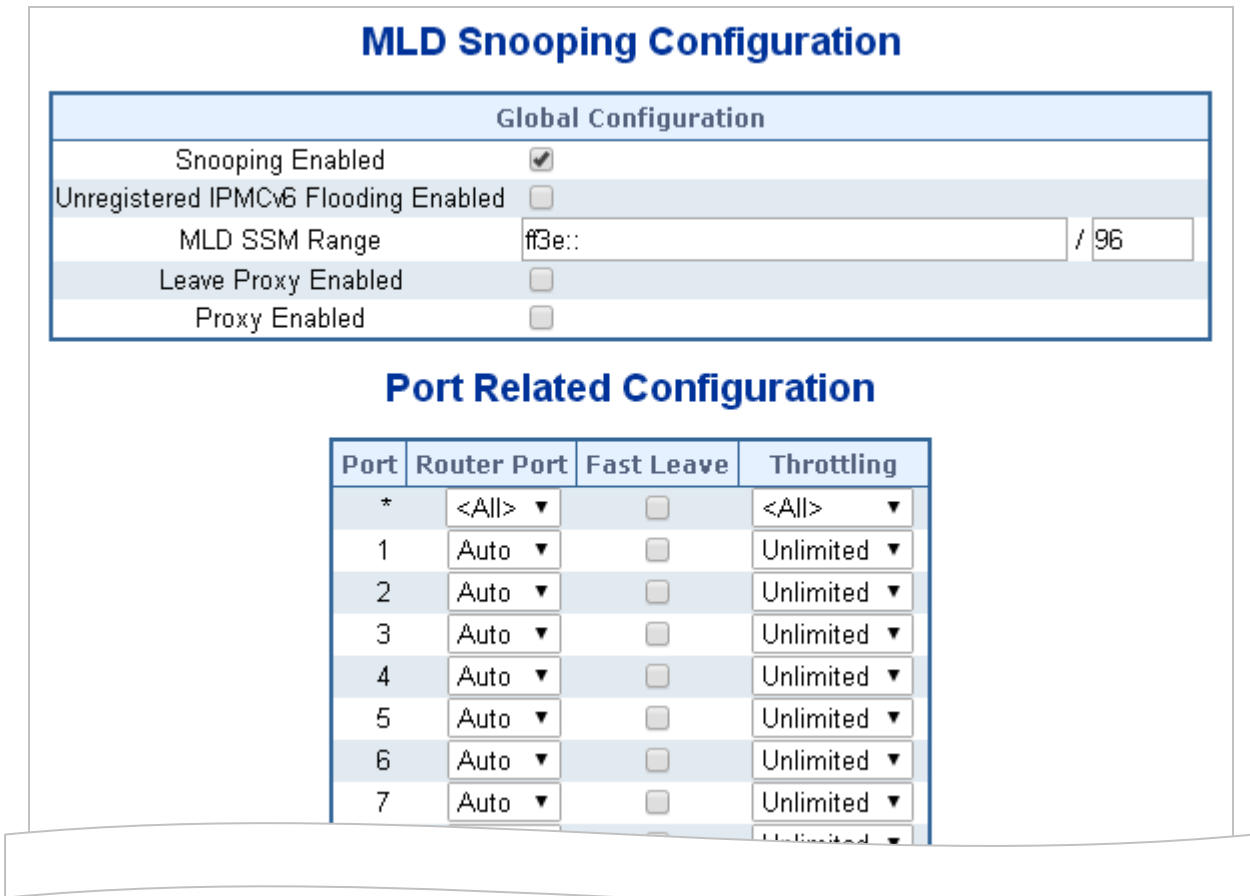 MLD Snooping Configuration
Global Configuration
Snooping Enabled
Unregistered IPMCv6 Flooding Enabled
MLD SSM Range ff3e:: / 96
Leave Proxy Enabled
Proxy Enabled
Port Related Configuration
Port Router Port Fast Leave Throttling
* <All> <All>
1 Auto Unlimited
2 Auto Unlimited
3 Auto Unlimited
4 Auto Unlimited
5 Auto Unlimited
6 Auto Unlimited
7 Auto Unlimited
Unlimited